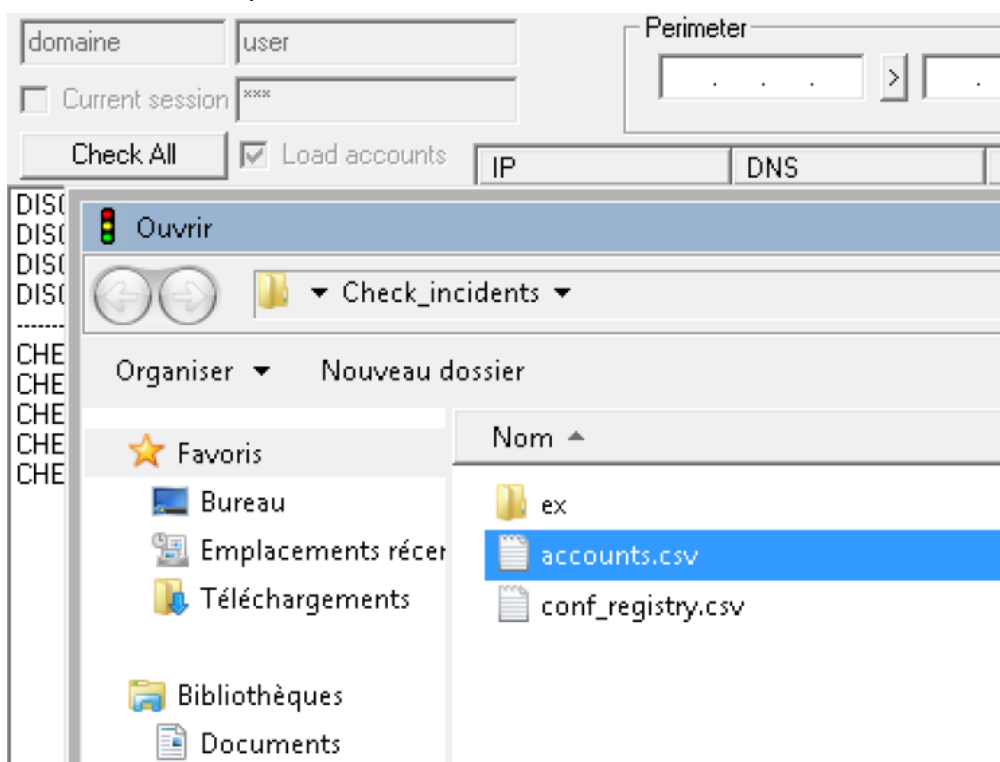 domaine user Perimeter
Current session ***
. . . > .
Check All Load accounts IP DNS
Ouvrir
Check_incidents
Organiser Nouveau dossier
Nom
Favoris
Bureau
ex
Emplacements
accounts.csv
Téléchargements
conf_registry.csv
Bibliothèques
Documents